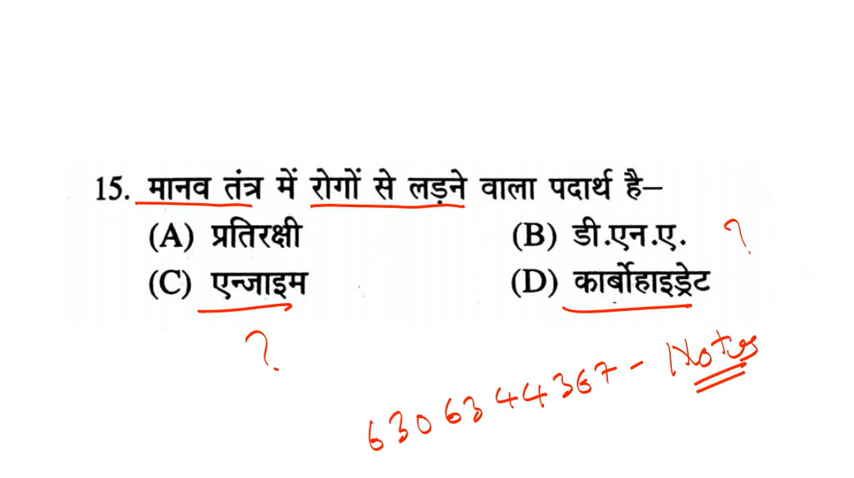 15. मानव तंत्र में रोगों से लड़ने वाला पदार्थ है–
(A) प्रतिरक्षी (B) डी.एन.ए. ?
(C) एन्जाइम (D) कार्बोहाइड्रेट
?
6306344367 - Notes